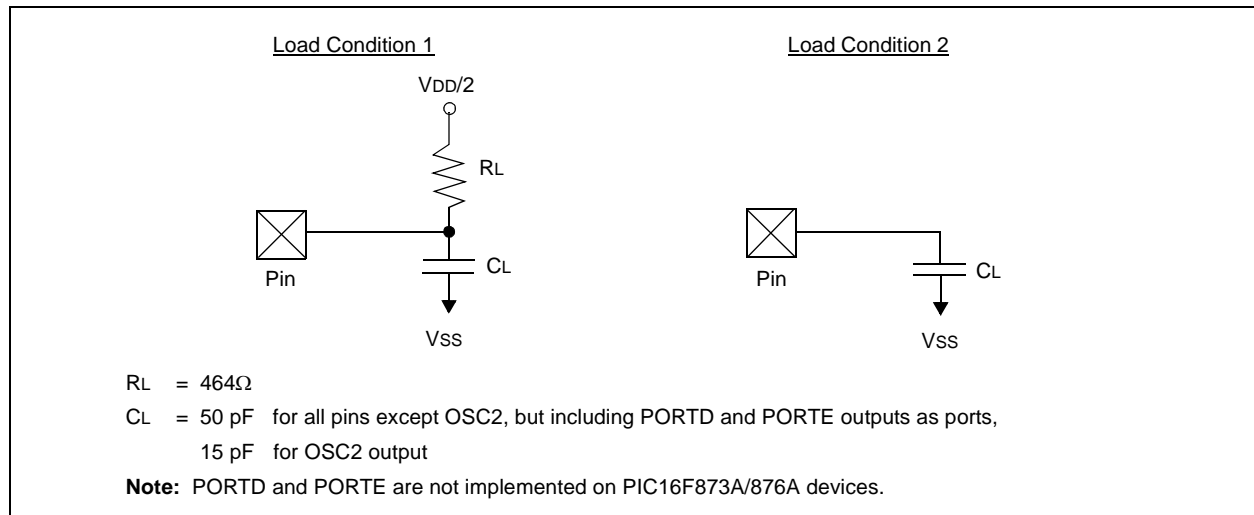 Load Condition 1
Load Condition 2
VDD/2
RL
Pin
CL
VSS
Pin
CL
VSS
RL = 464Ω
CL = 50 pF for all pins except OSC2, but including PORTD and PORTE outputs as ports,
15 pF for OSC2 output
Note: PORTD and PORTE are not implemented on PIC16F873A/876A devices.